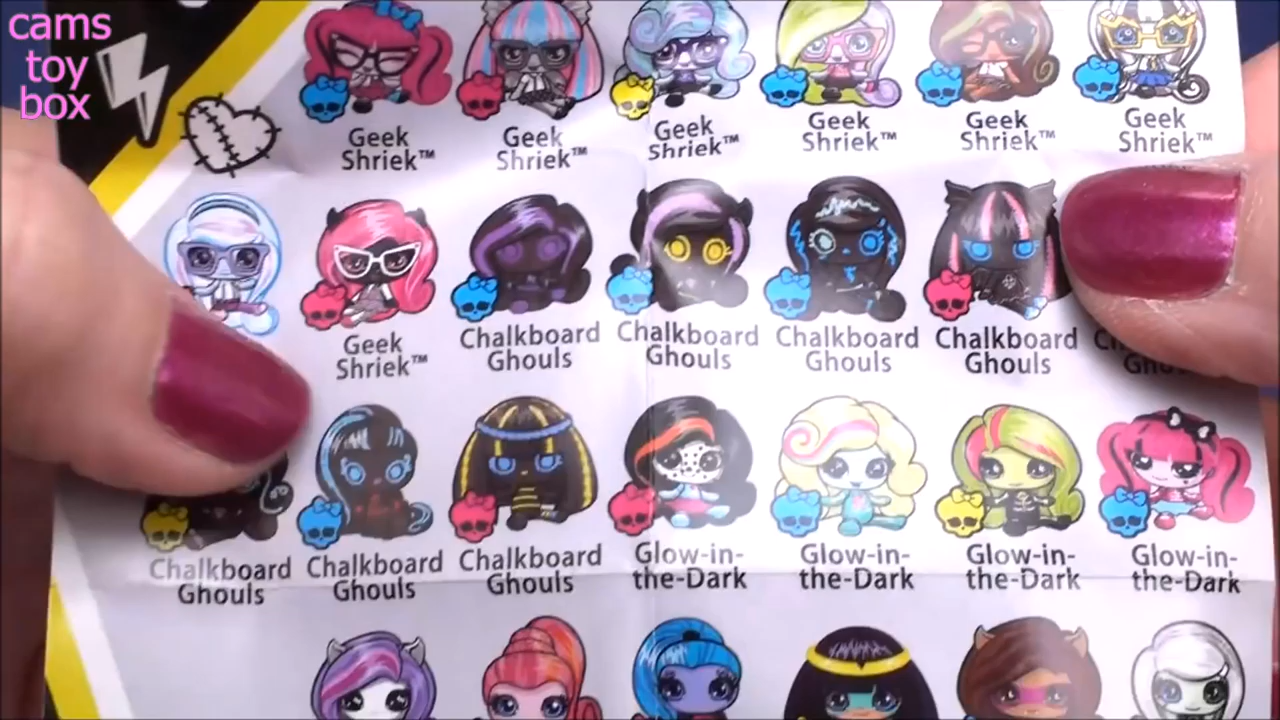 cams
toy
box
Geek
Shriek™
Geek
Shriek™
Geek
Shriek™
Geek
Shriek™
Geek
Shriek™
Geek
Shriek™
Geek
Shriek™
Chalkboard
Ghouls
Chalkboard
Ghouls
Chalkboard
Ghouls
Chalkboard
Ghouls
Chalkboard
Ghouls
Chalkboard
Ghouls
Chalkboard
Ghouls
Glow-in-
the-Dark
Glow-in-
the-Dark
Glow-in-
the-Dark
Glow-in-
the-Dark